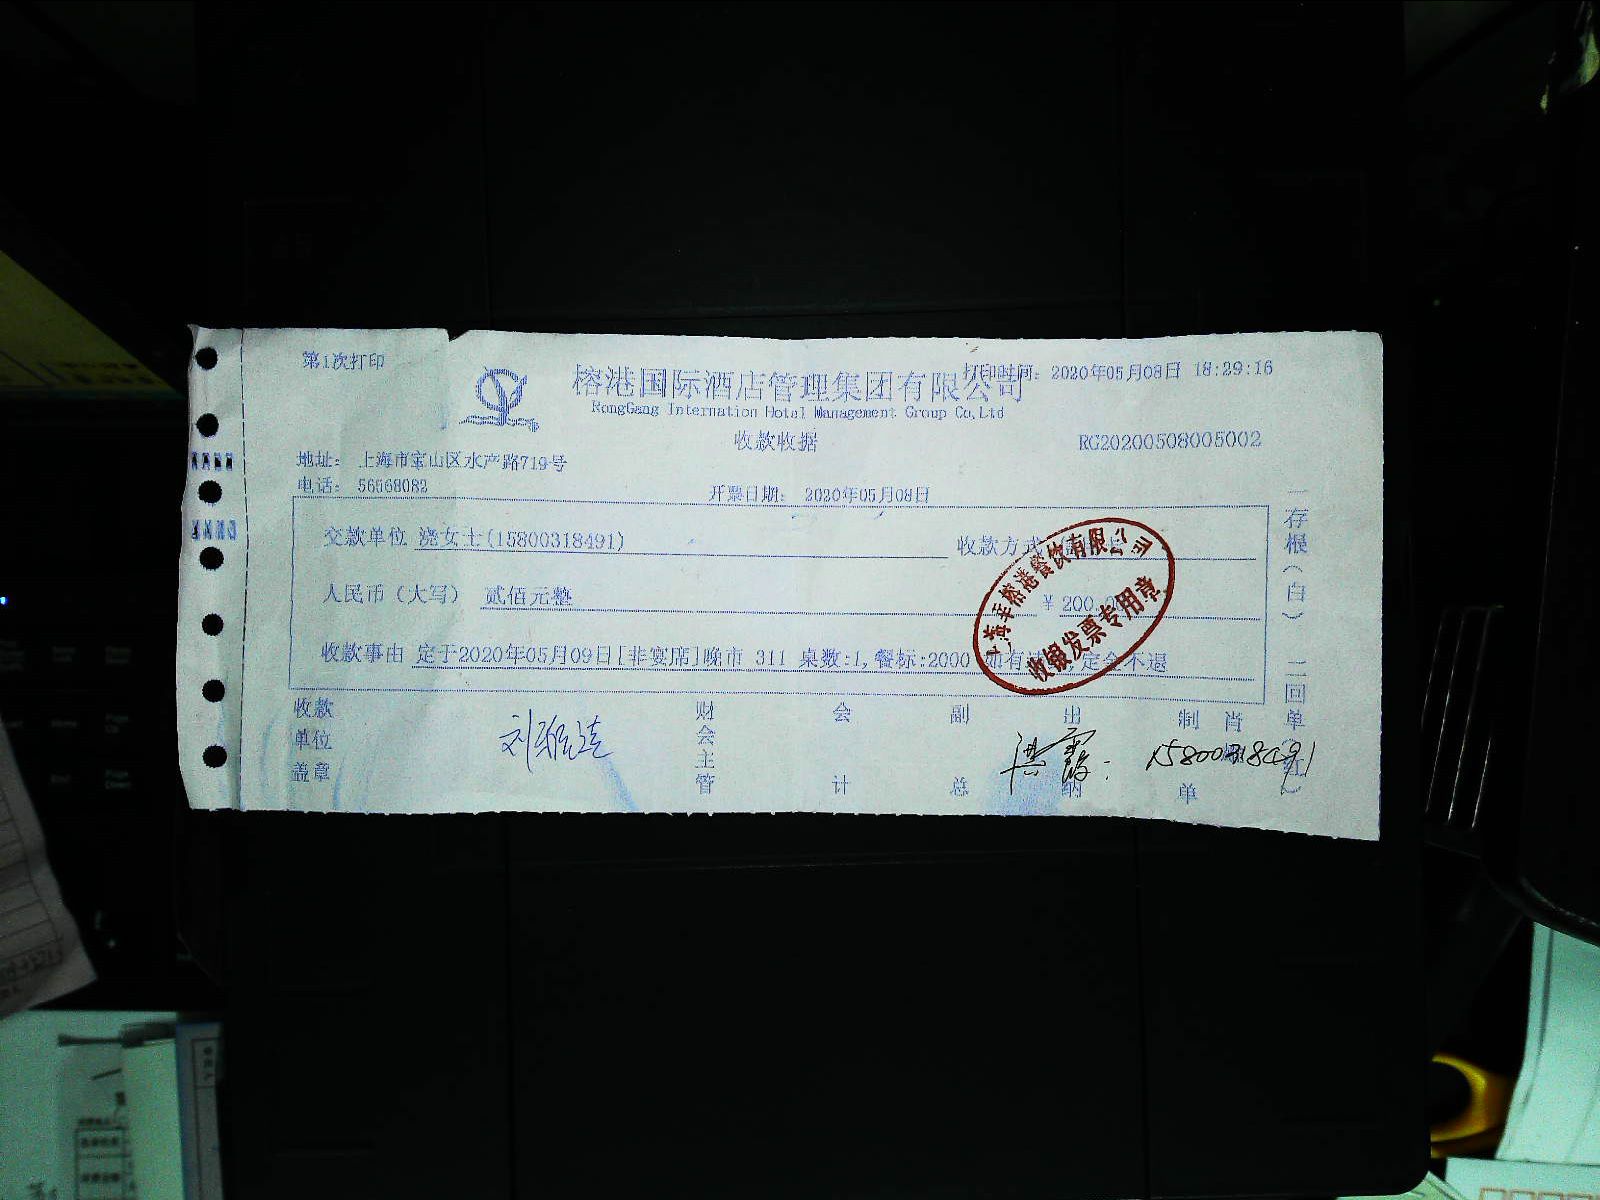 第1次打印
打印时间: 2020年05月08日 18:29:16
榕港国际酒店管理集团有限公司
RongGang Internation Hotal Management Group Co,Ltd
收款收据
RG20200508005002
地址: 上海市宝山区水产路719号
电话: 56568082
开票日期: 2020年05月08日
交款单位 浇女士(15800318491)
收款方式
人民币(大写) 贰佰元整
¥ 200.
收款事由 定于2020年05月09日[非宴席]晚市 311 桌数:1,餐标:2000 如有 定金不退
海丰榕港餐饮有限公司
收银发票专用章
一存根(白) 二回单(红)
收款单位盖章
财会主管
会计
副总
出纳
制单
肖
15800318491